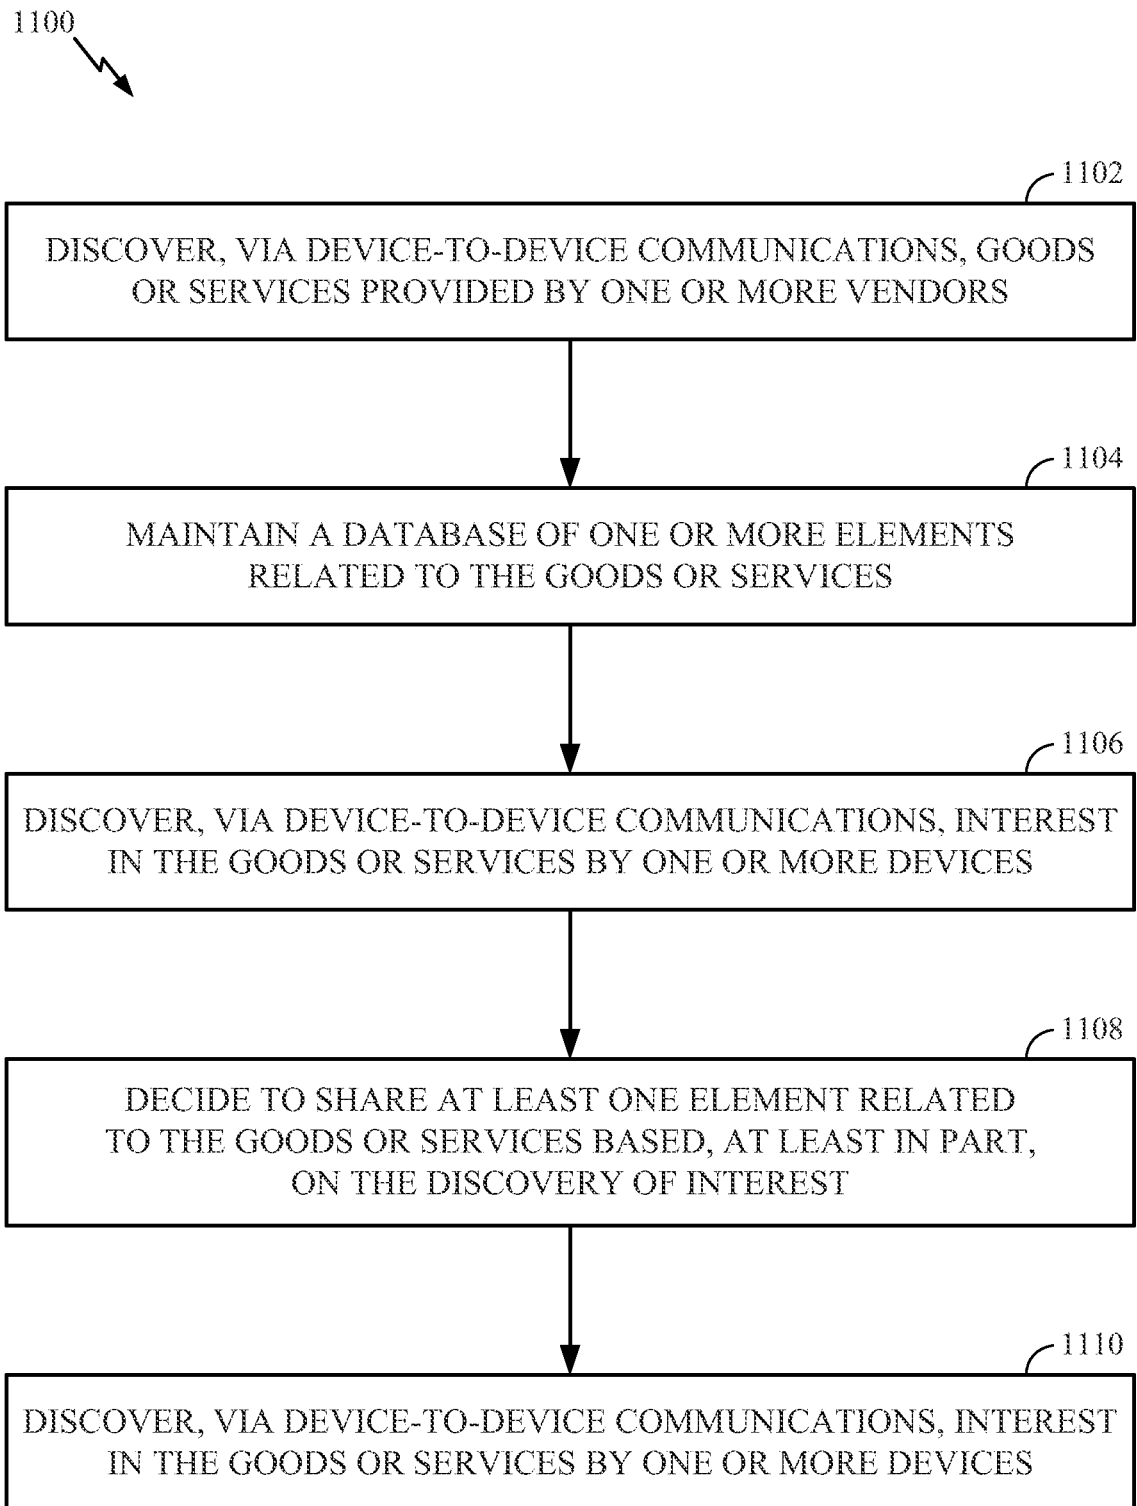 1100
1102
DISCOVER, VIA DEVICE-TO-DEVICE COMMUNICATIONS, GOODS
OR SERVICES PROVIDED BY ONE OR MORE VENDORS
1104
MAINTAIN A DATABASE OF ONE OR MORE ELEMENTS
RELATED TO THE GOODS OR SERVICES
1106
DISCOVER, VIA DEVICE-TO-DEVICE COMMUNICATIONS, INTEREST
IN THE GOODS OR SERVICES BY ONE OR MORE DEVICES
1108
DECIDE TO SHARE AT LEAST ONE ELEMENT RELATED
TO THE GOODS OR SERVICES BASED, AT LEAST IN PART,
ON THE DISCOVERY OF INTEREST
1110
DISCOVER, VIA DEVICE-TO-DEVICE COMMUNICATIONS, INTEREST
IN THE GOODS OR SERVICES BY ONE OR MORE DEVICES